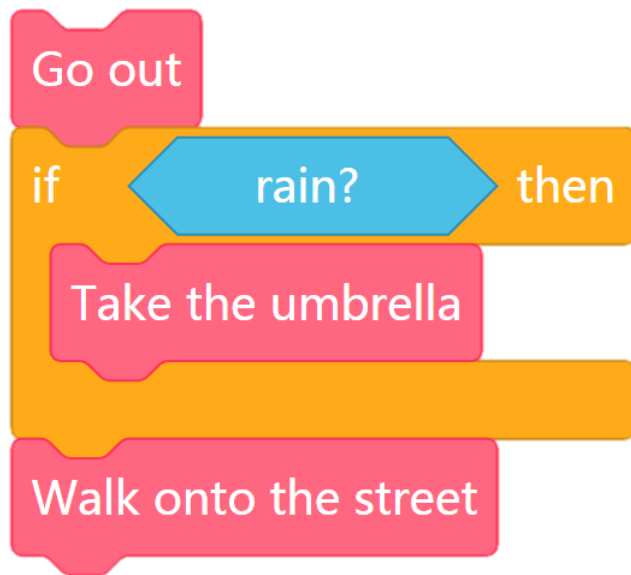 Go out
if rain? then
Take the umbrella
Walk onto the street